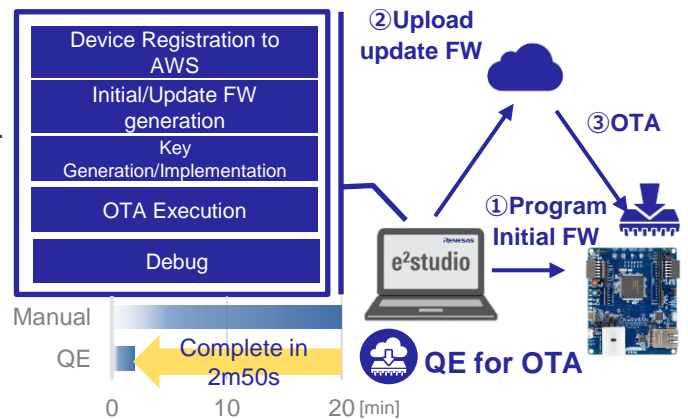 Device Registration to
AWS
Initial/Update FW
generation
Key
Generation/Implementation
OTA Execution
Debug
②Upload
update FW
③OTA
①Program
Initial FW
RENESAS
e²studio
Manual
QE
Complete in
2m50s
QE for OTA
0
10
20 [min]